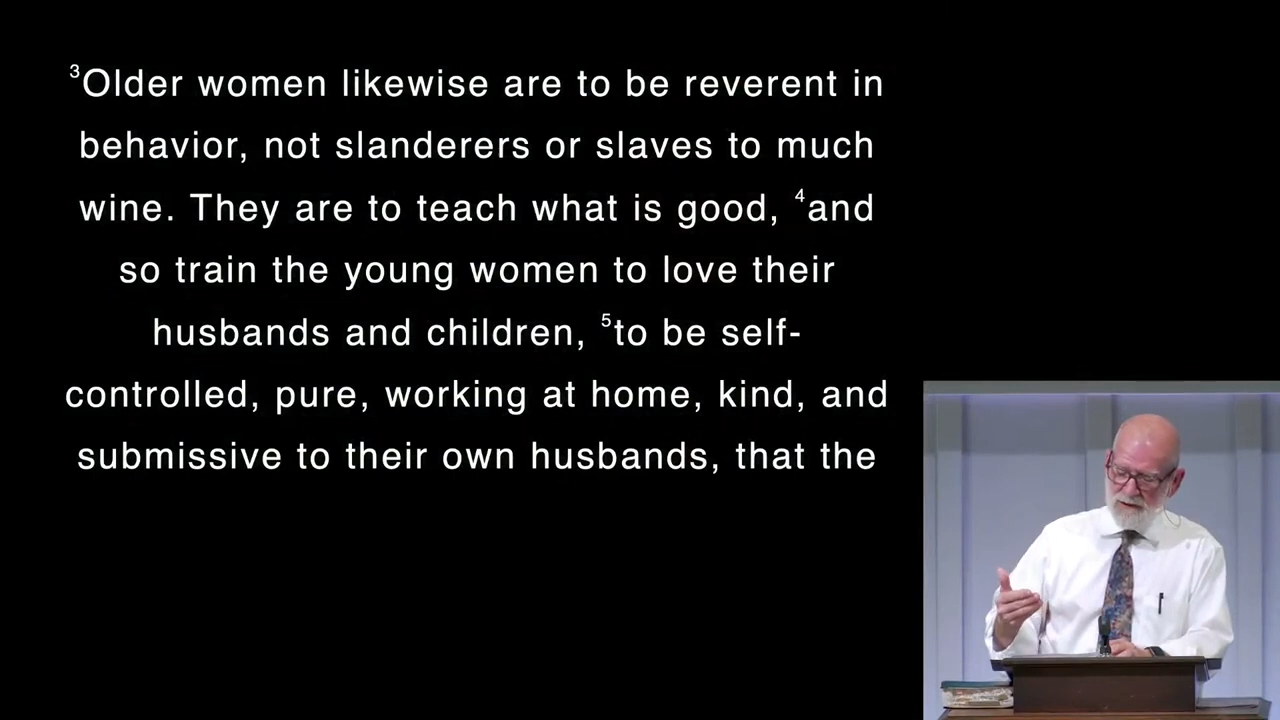 ³Older women likewise are to be reverent in
behavior, not slanderers or slaves to much
wine. They are to teach what is good, ⁴and
so train the young women to love their
husbands and children, ⁵to be self-
controlled, pure, working at home, kind, and
submissive to their own husbands, that the